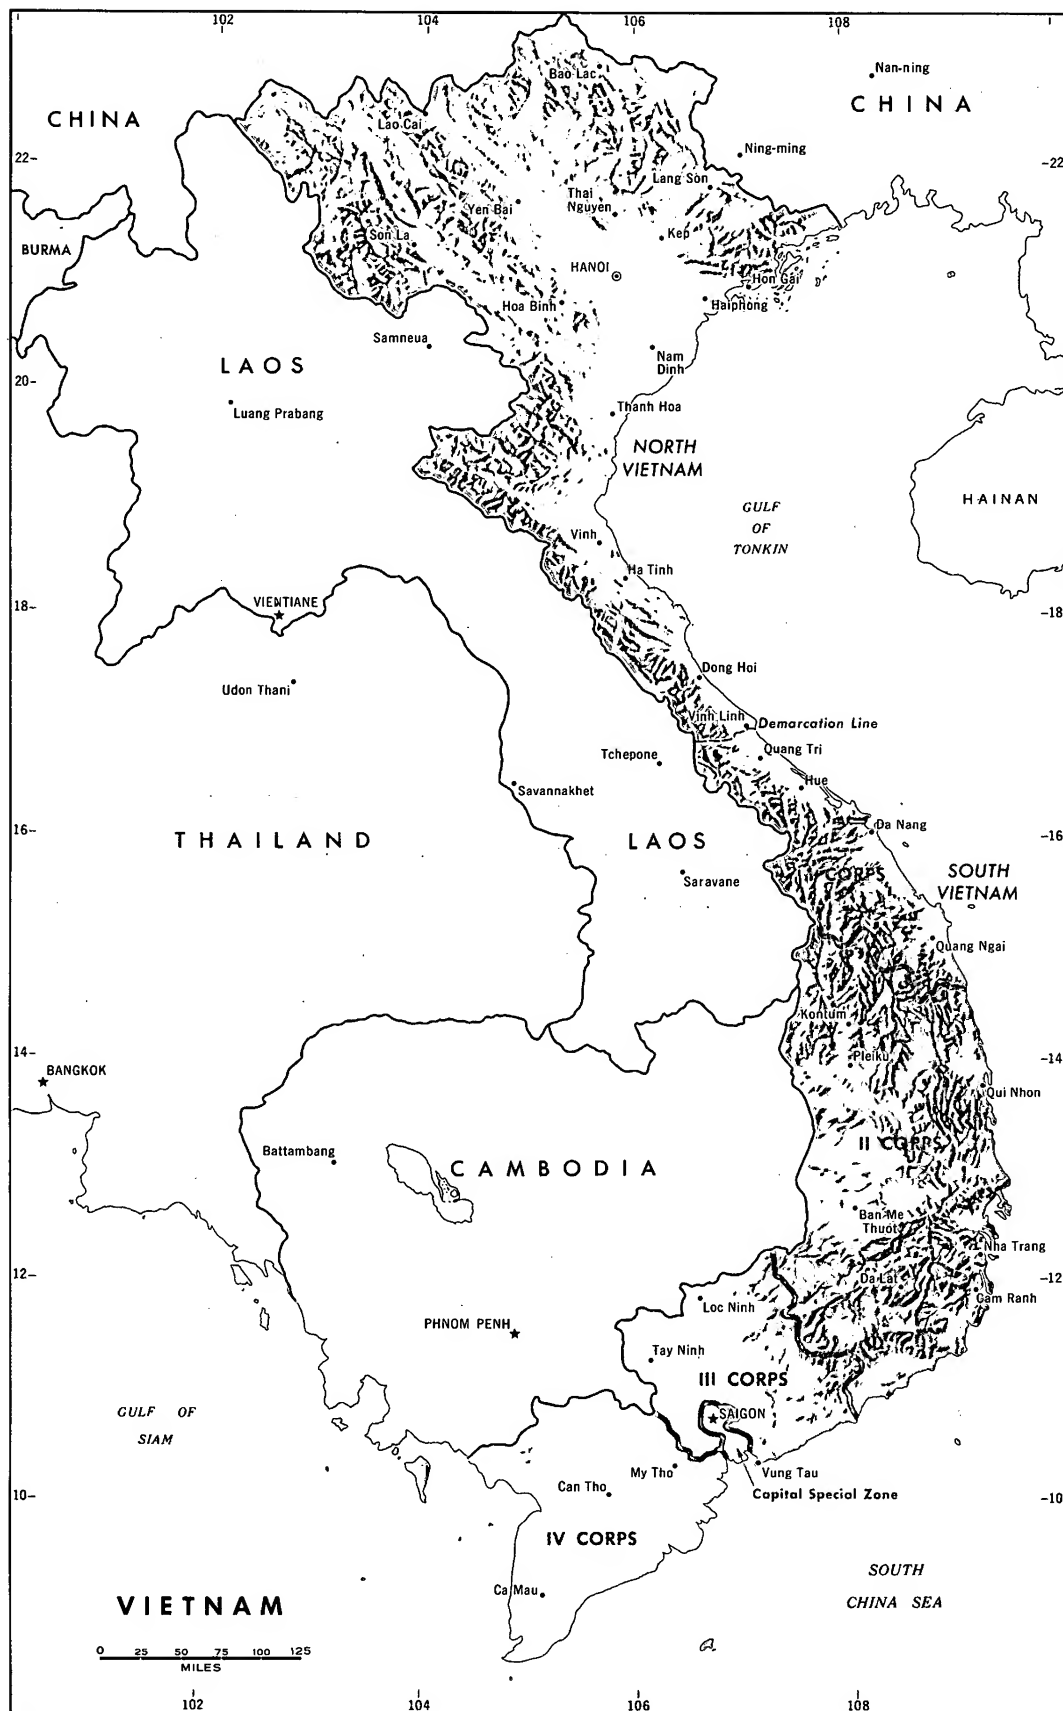 102 104 106 108
Bao Lac
Nan-ning
CHINA
CHINA
Lao Cai
Ning-ming
22-
-22
Lang Son
Thai
Nguyen
Yen Bai
Son La
Kep
BURMA
HANOI
Hon Gai
Hoa Binh
Haiphong
Samneua
Nam
Dinh
LAOS
20-
Luang Prabang
Thanh Hoa
NORTH
VIETNAM
HAINAN
GULF
OF
TONKIN
Vinh
Ha Tinh
VIENTIANE
18-
-18
Dong Hoi
Udon Thani
Vinh Linh
Demarcation Line
Tchepone
Quang Tri
Hue
Savannakhet
Da Nang
16-
-16
THAILAND
LAOS
SOUTH
VIETNAM
I CORPS
Saravane
Quang Ngai
Kontum
14-
-14
Pleiku
BANGKOK
Qui Nhon
Battambang
II CORPS
CAMBODIA
Ban Me
Thuot
Nha Trang
12-
-12
Da Lat
Cam Ranh
Loc Ninh
PHNOM PENH
Tay Ninh
III CORPS
GULF OF
SIAM
SAIGON
My Tho
Vung Tau
Can Tho
Capital Special Zone
10-
-10
IV CORPS
SOUTH
CHINA SEA
Ca Mau
VIETNAM
0 25 50 75 100 125
MILES
102 104 106 108